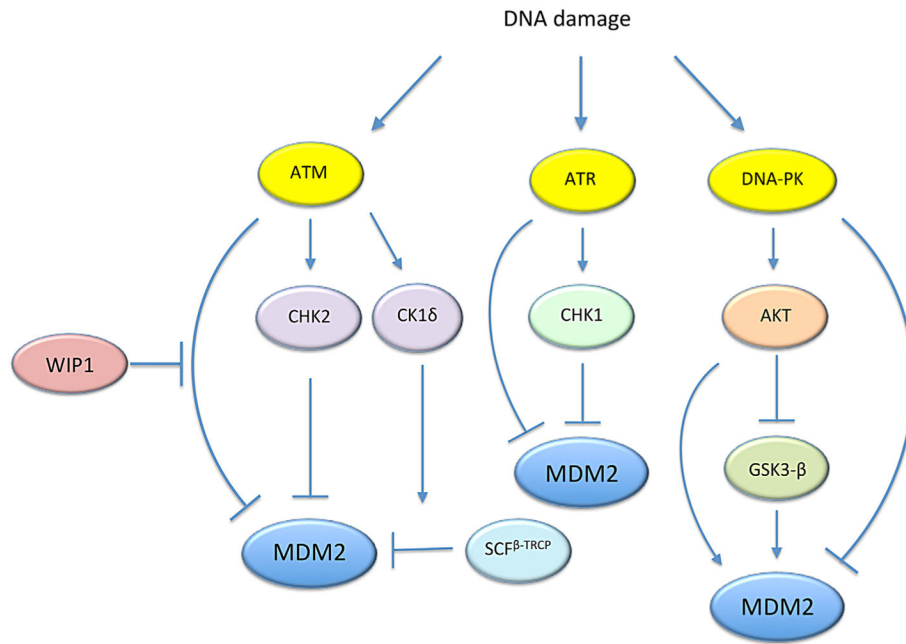 DNA damage
ATM
ATR
DNA-PK
CHK2
CK1δ
CHK1
AKT
WIP1
MDM2
GSK3-β
MDM2
SCFβ-TRCP
MDM2